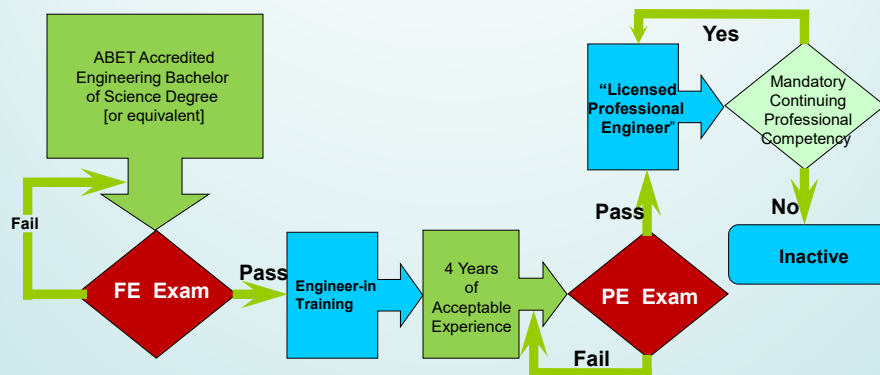 ABET Accredited
Engineering Bachelor
of Science Degree
[or equivalent]
Fail
FE Exam
Pass
Engineer-in
Training
4 Years
of
Acceptable
Experience
Fail
PE Exam
Pass
“Licensed
Professional
Engineer”
Yes
Mandatory
Continuing
Professional
Competency
No
Inactive